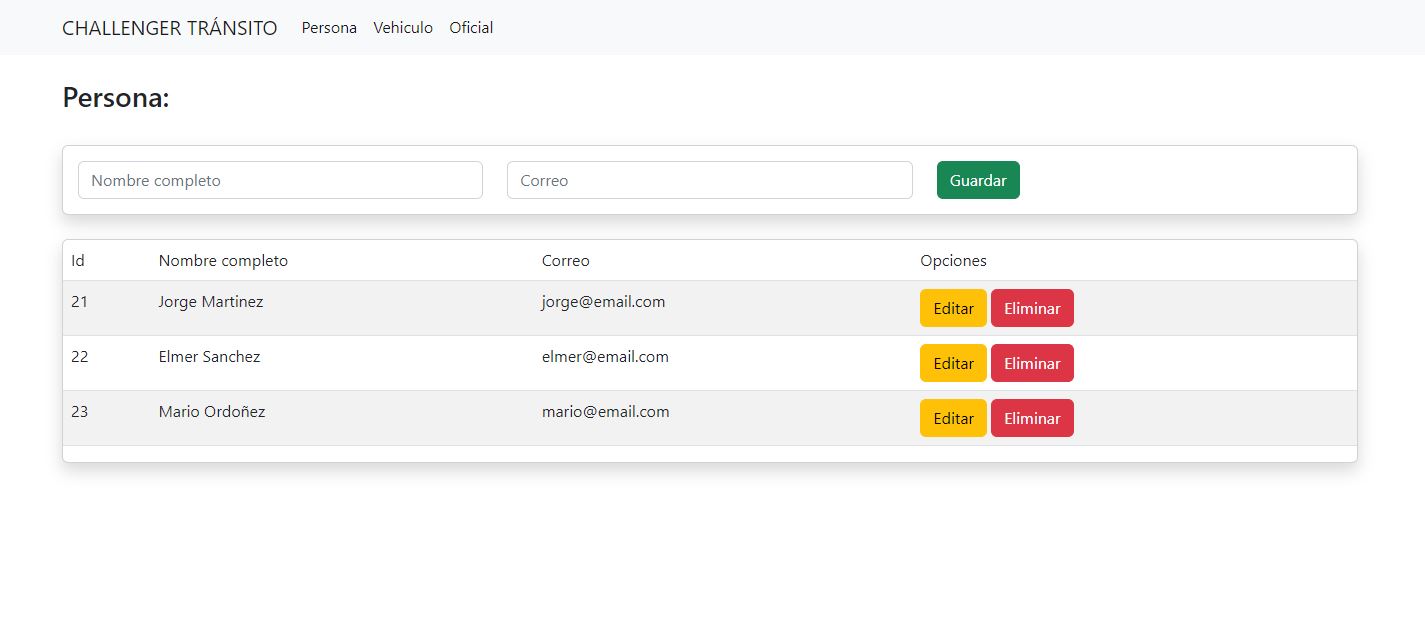 CHALLENGER TRÁNSITO Persona Vehiculo Oficial
Persona:
Nombre completo Correo Guardar
Id Nombre completo Correo Opciones
21 Jorge Martinez jorge@email.com Editar Eliminar
22 Elmer Sanchez elmer@email.com Editar Eliminar
23 Mario Ordoñez mario@email.com Editar Eliminar